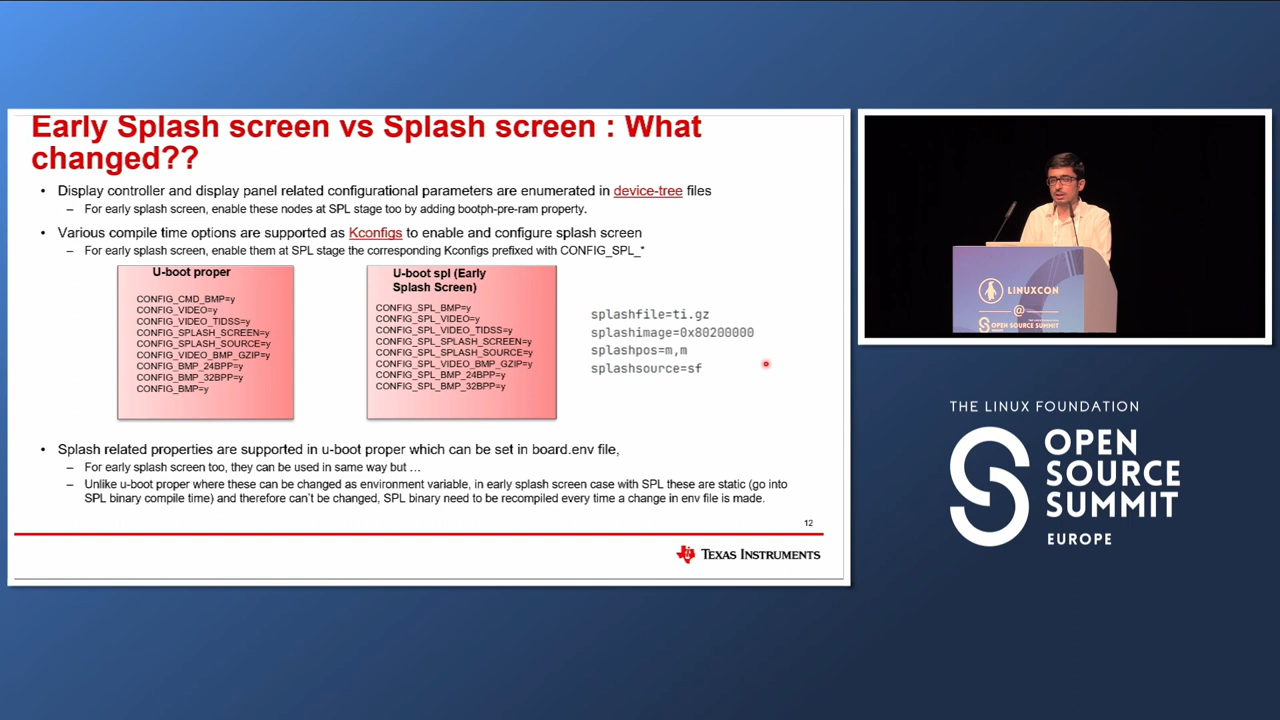 Early Splash screen vs Splash screen : What
changed??
• Display controller and display panel related configurational parameters are enumerated in device-tree files
– For early splash screen, enable these nodes at SPL stage too by adding bootph-pre-ram property.
• Various compile time options are supported as Kconfigs to enable and configure splash screen
– For early splash screen, enable them at SPL stage the corresponding Kconfigs prefixed with CONFIG_SPL_*
U-boot proper
CONFIG_CMD_BMP=y
CONFIG_VIDEO=y
CONFIG_VIDEO_TIDSS=y
CONFIG_SPLASH_SCREEN=y
CONFIG_SPLASH_SOURCE=y
CONFIG_VIDEO_BMP_GZIP=y
CONFIG_BMP_24BPP=y
CONFIG_BMP_32BPP=y
CONFIG_BMP=y
U-boot spl (Early
Splash Screen)
CONFIG_SPL_BMP=y
CONFIG_SPL_VIDEO=y
CONFIG_SPL_VIDEO_TIDSS=y
CONFIG_SPL_SPLASH_SCREEN=y
CONFIG_SPL_SPLASH_SOURCE=y
CONFIG_SPL_VIDEO_BMP_GZIP=y
CONFIG_SPL_BMP_24BPP=y
CONFIG_SPL_BMP_32BPP=y
splashfile=ti.gz
splashimage=0x80200000
splashpos=m,m
splashsource=sf
• Splash related properties are supported in u-boot proper which can be set in board.env file,
– For early splash screen too, they can be used in same way but …
– Unlike u-boot proper where these can be changed as environment variable, in early splash screen case with SPL these are static (go into
SPL binary compile time) and therefore can't be changed, SPL binary need to be recompiled every time a change in env file is made.
12
TEXAS INSTRUMENTS
LINUXCON
@
OPEN SOURCE SUMMIT
THE LINUX FOUNDATION
OPEN
SOURCE
SUMMIT
EUROPE